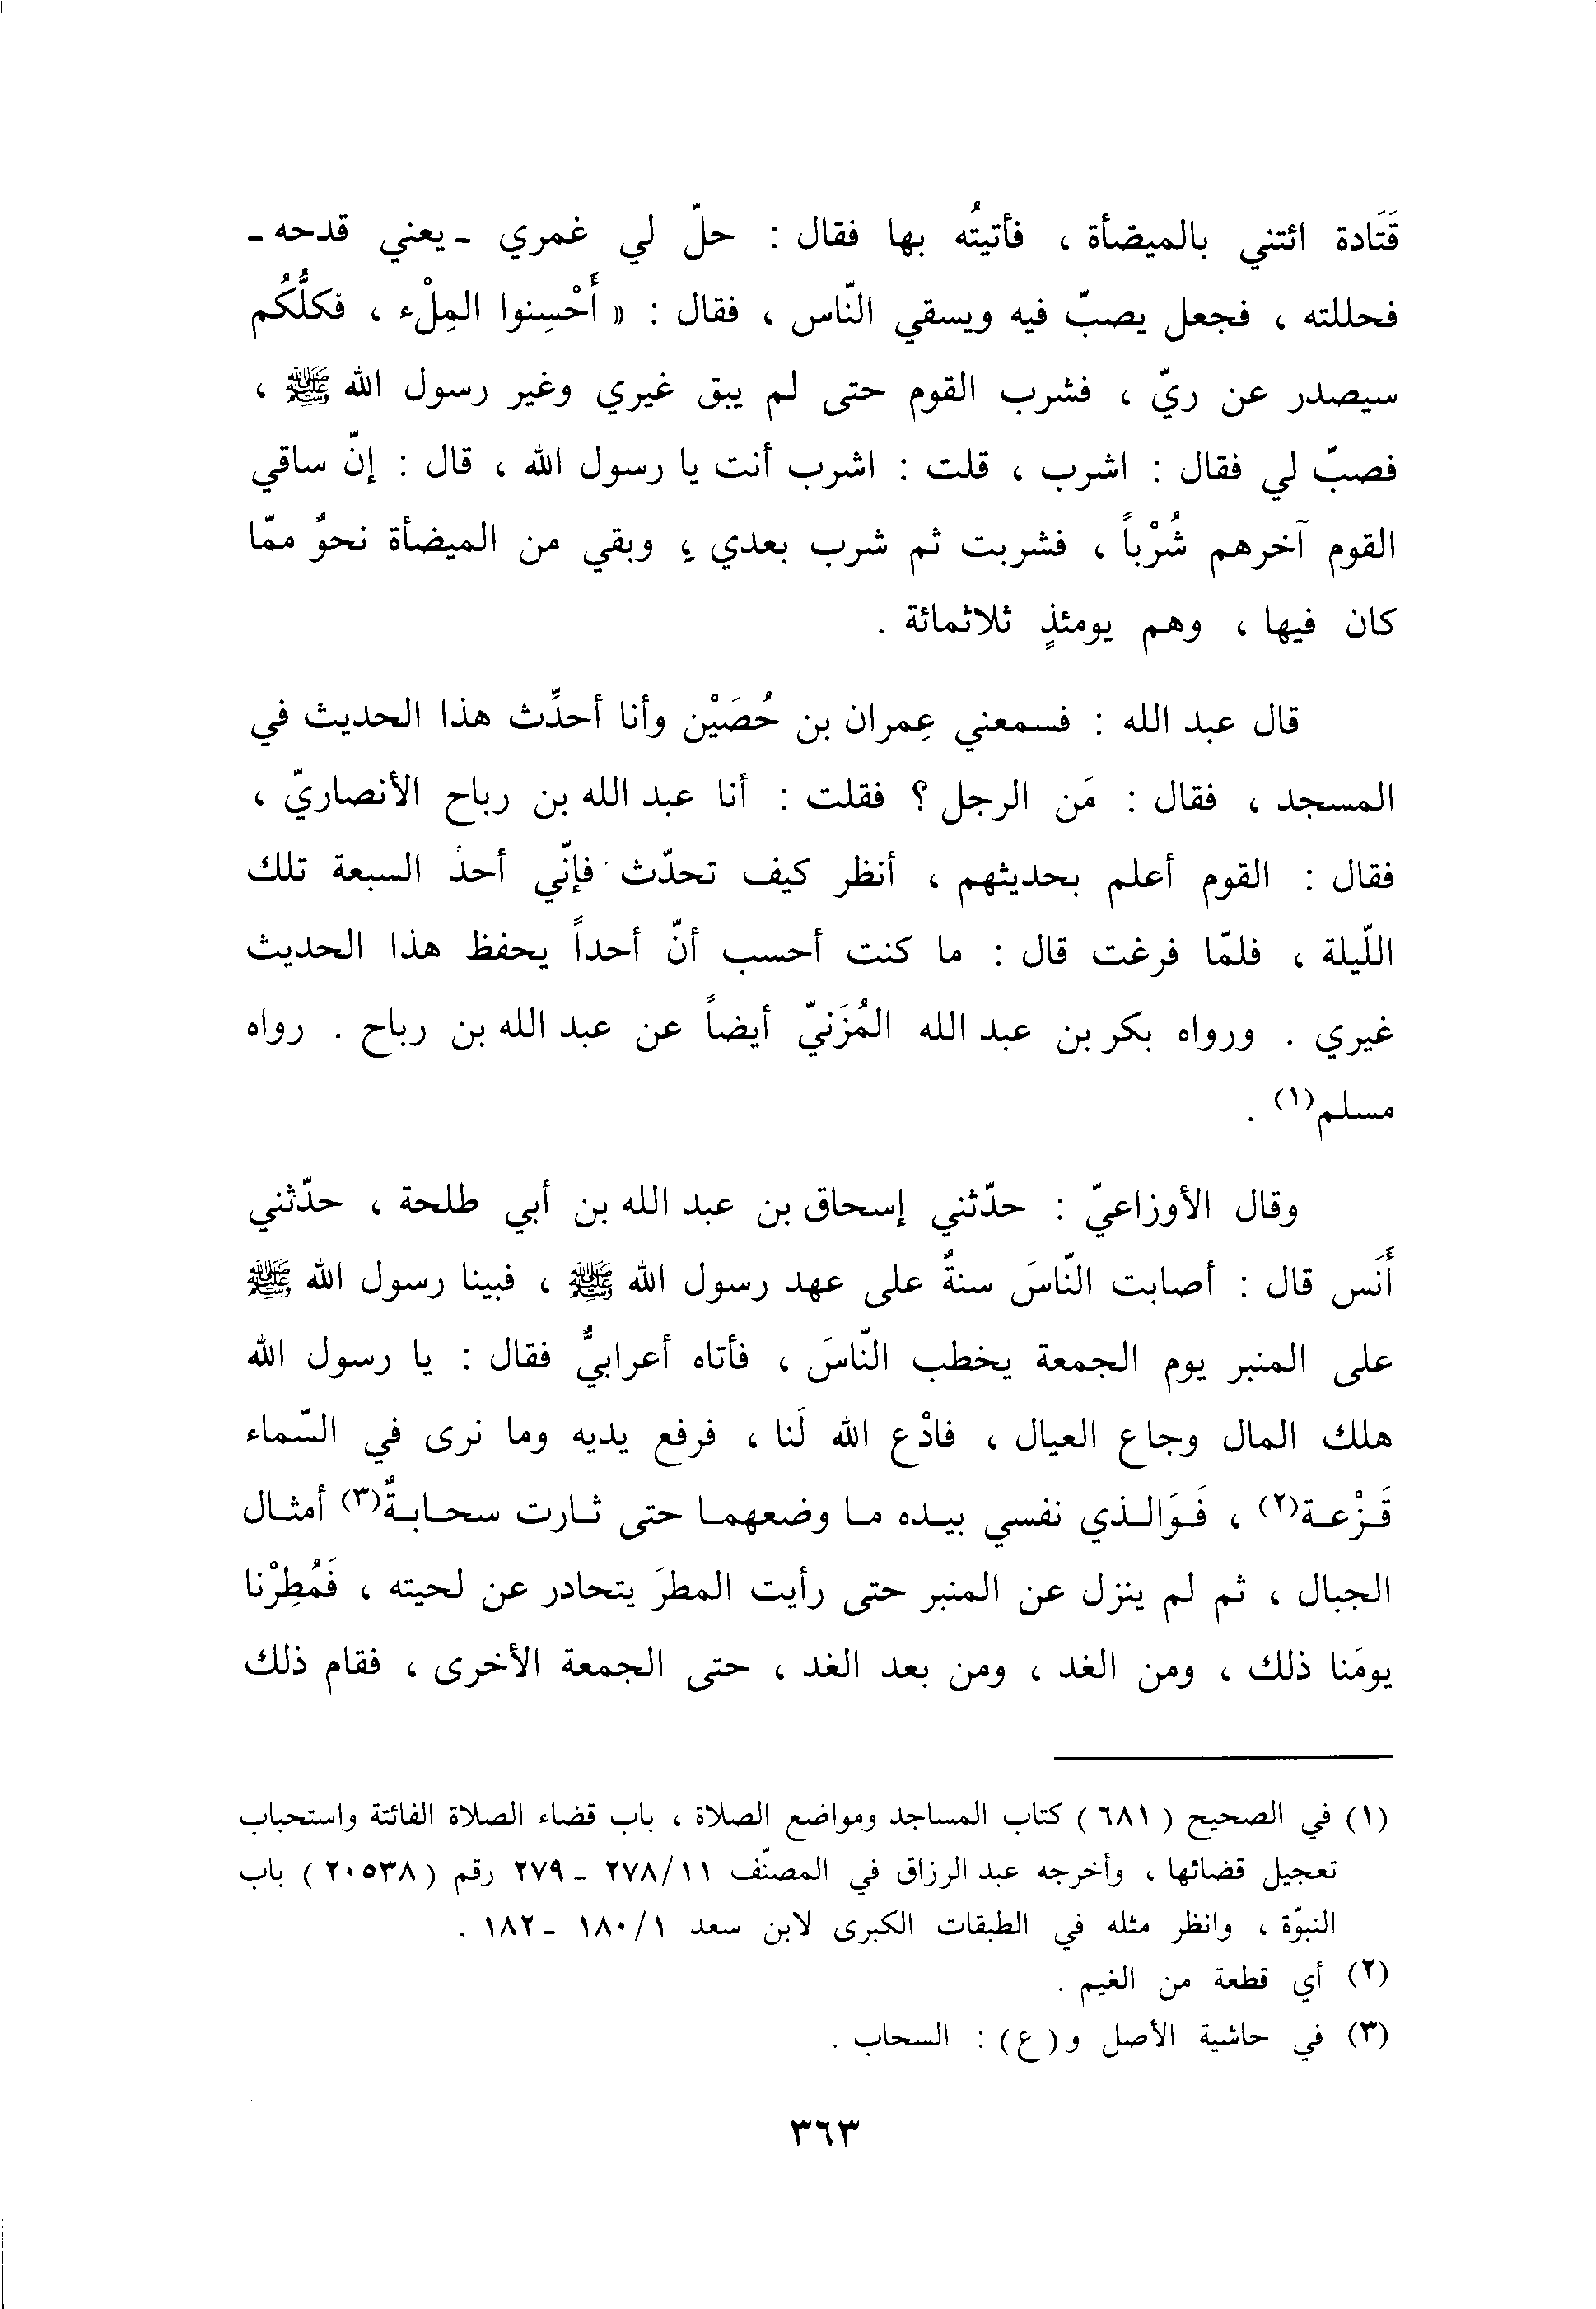 قَتَادة ائتني بالميضأة ، فأتيتُه بها فقال : حلّ لي غمري - يعني قدحه -
فحللته ، فجعل يصبّ فيه ويسقي النّاس ، فقال : « أَحْسِنوا المِلْء ، فكلُّكُم
سيصدر عن ريّ ، فشرب القوم حتى لم يبق غيري وغير رسول الله ﷺ ،
فصبّ لي فقال : اشرب ، قلت : اشرب أنت يا رسول الله ، قال : إنّ ساقي
القوم آخرهم شُرْباً ، فشربت ثم شرب بعدي ، وبقي من الميضأة نحوٌ ممّا
كان فيها ، وهم يومئذٍ ثلاثمائة .
قال عبد الله : فسمعني عِمران بن حُصَيْن وأنا أحدِّث هذا الحديث في
المسجد ، فقال : مَن الرجل ؟ فقلت : أنا عبد الله بن رباح الأنصاريّ ،
فقال : القوم أعلم بحديثهم ، أنظر كيف تحدّث فإنّي أحد السبعة تلك
اللّيلة ، فلمّا فرغت قال : ما كنت أحسب أنّ أحداً يحفظ هذا الحديث
غيري . ورواه بكر بن عبد الله المُزَنيّ أيضاً عن عبد الله بن رباح . رواه
مسلم(١) .
وقال الأوزاعيّ : حدّثني إسحاق بن عبد الله بن أبي طلحة ، حدّثني
أَنَس قال : أصابت النّاسَ سنةٌ على عهد رسول الله ﷺ ، فبينا رسول الله ﷺ
على المنبر يوم الجمعة يخطب النّاسَ ، فأتاه أعرابيٌّ فقال : يا رسول الله
هلك المال وجاع العيال ، فادْع الله لَنا ، فرفع يديه وما نرى في السّماء
قَـزْعـة(٢) ، فَـوَالـذي نفسي بيـده مـا وضعهمـا حتى ثـارت سحـابـةٌ(٣) أمثـال
الجبال ، ثم لم ينزل عن المنبر حتى رأيت المطرَ يتحادر عن لحيته ، فَمُطِرْنا
يومَنا ذلك ، ومن الغد ، ومن بعد الغد ، حتى الجمعة الأخرى ، فقام ذلك
(١) في الصحيح ( ٦٨١ ) كتاب المساجد ومواضع الصلاة ، باب قضاء الصلاة الفائتة واستحباب
تعجيل قضائها ، وأخرجه عبد الرزاق في المصنّف ٢٧٨/١١ - ٢٧٩ رقم ( ٢٠٥٣٨ ) باب
النبوّة ، وانظر مثله في الطبقات الكبرى لابن سعد ١٨٠/١ - ١٨٢ .
(٢) أي قطعة من الغيم .
(٣) في حاشية الأصل و( ع ) : السحاب .
٣٦٣